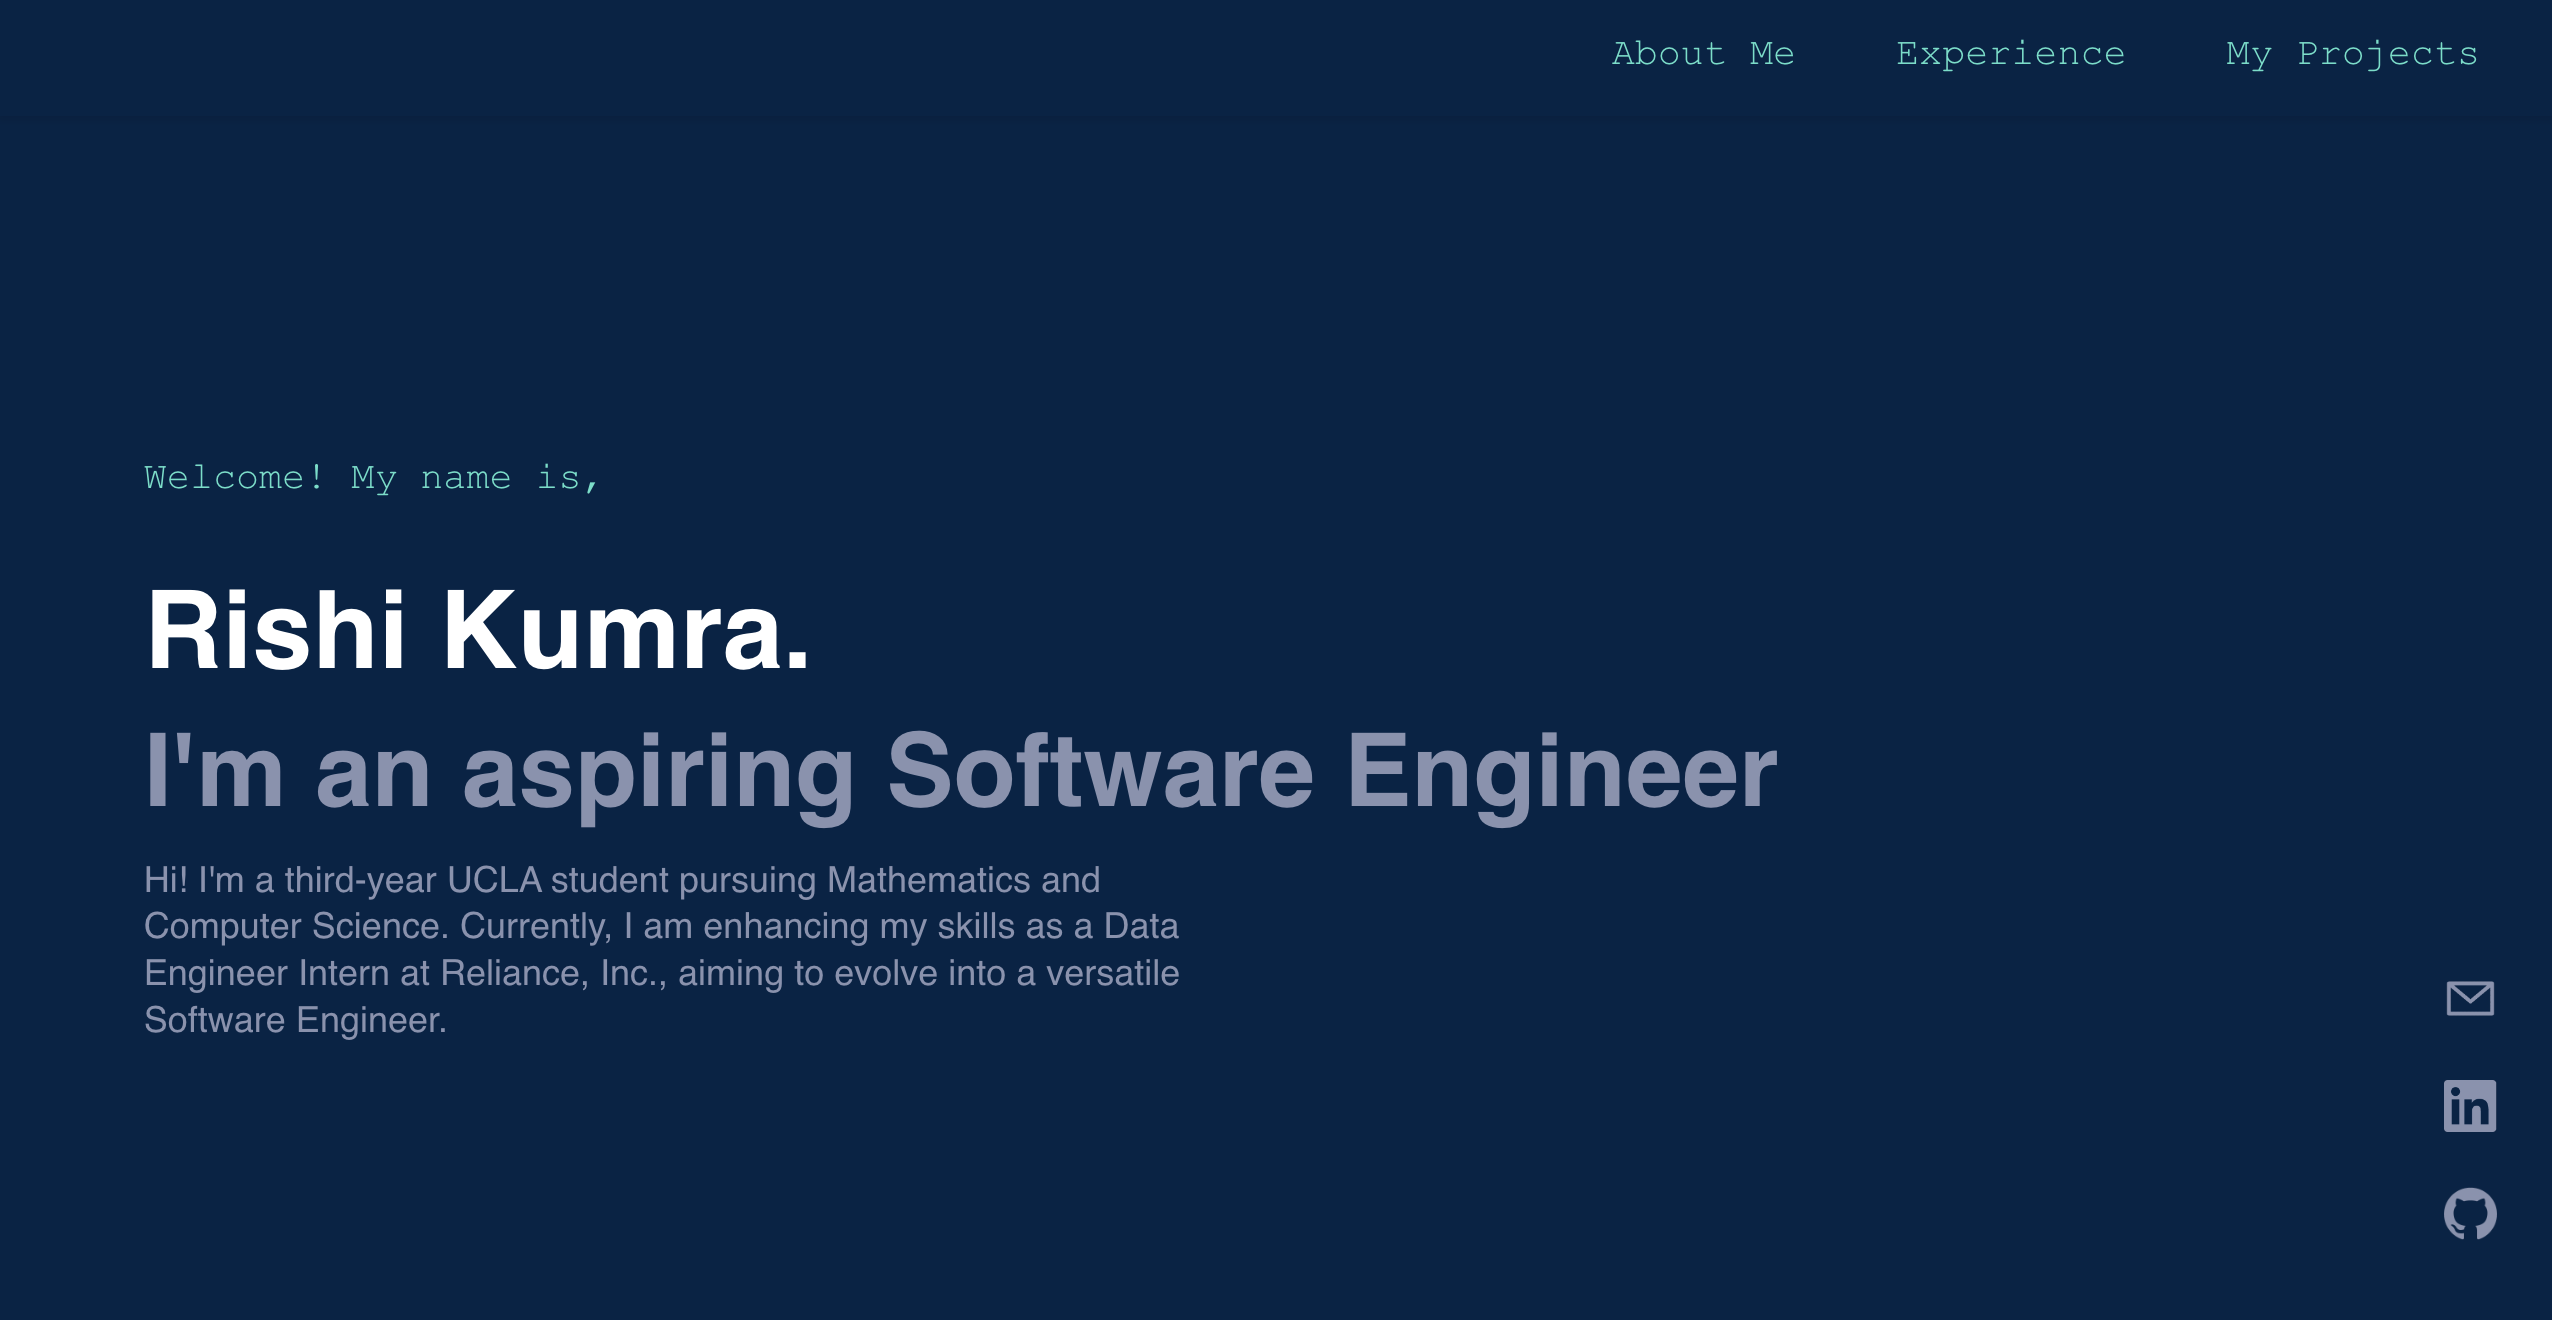 About Me
Experience
My Projects
Welcome! My name is,
Rishi Kumra.
I'm an aspiring Software Engineer
Hi! I'm a third-year UCLA student pursuing Mathematics and
Computer Science. Currently, I am enhancing my skills as a Data
Engineer Intern at Reliance, Inc., aiming to evolve into a versatile
Software Engineer.
in